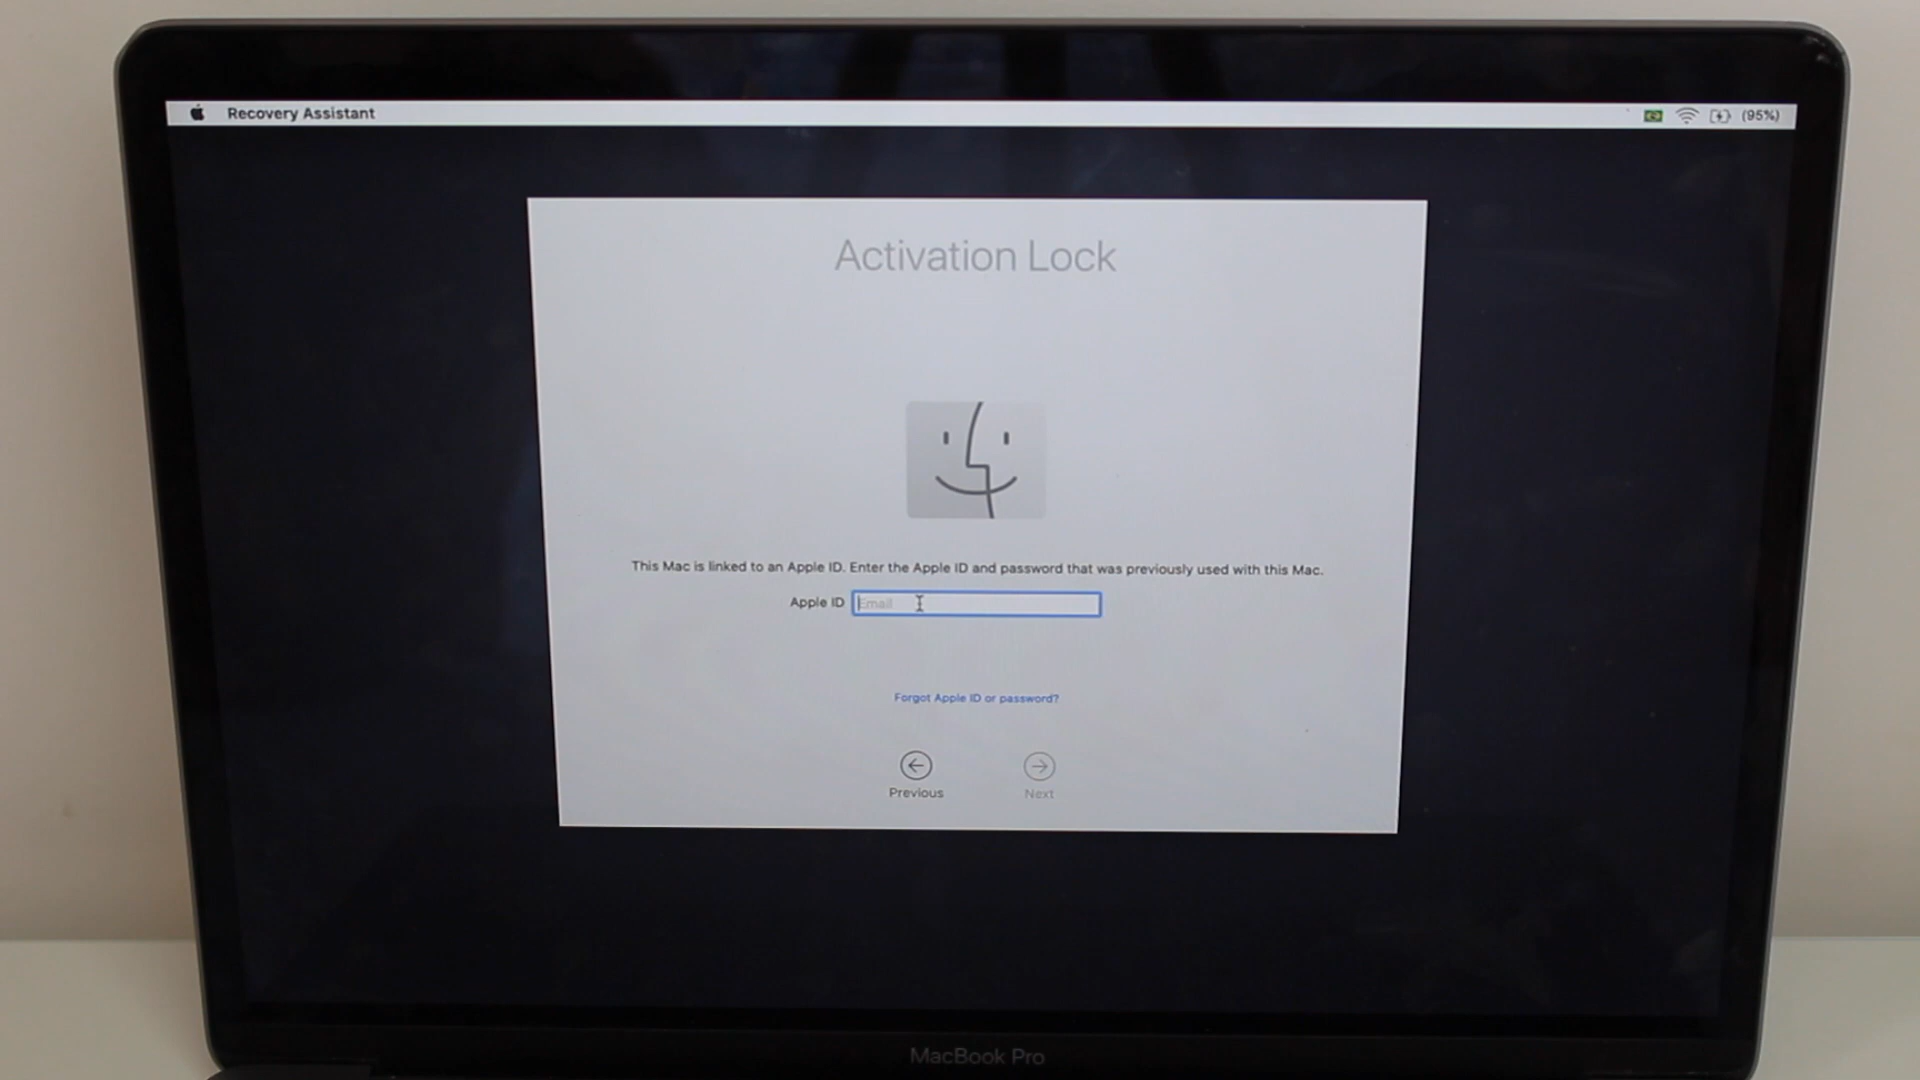 Recovery Assistant
(95%)
Activation Lock
This Mac is linked to an Apple ID. Enter the Apple ID and password that was previously used with this Mac.
Apple ID Email
Forgot Apple ID or password?
Previous Next
MacBook Pro